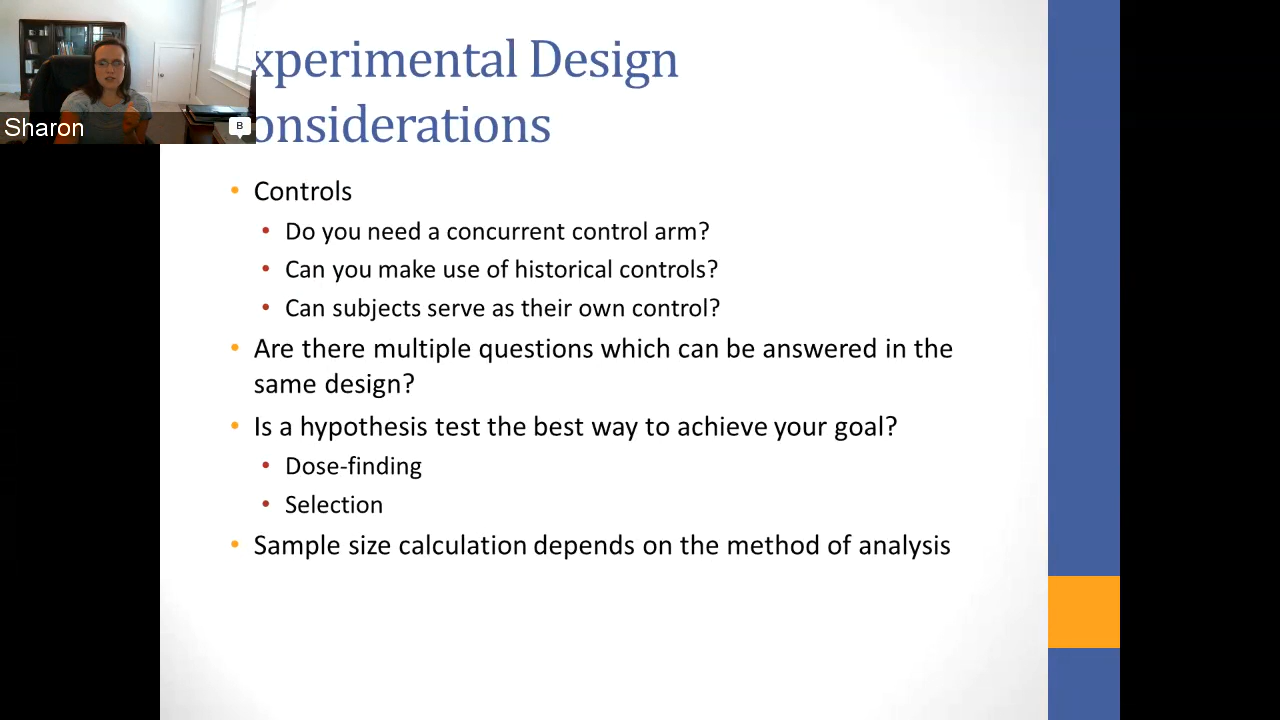 xperimental Design
onsiderations
Sharon
B
• Controls
• Do you need a concurrent control arm?
• Can you make use of historical controls?
• Can subjects serve as their own control?
• Are there multiple questions which can be answered in the
same design?
• Is a hypothesis test the best way to achieve your goal?
• Dose-finding
• Selection
• Sample size calculation depends on the method of analysis